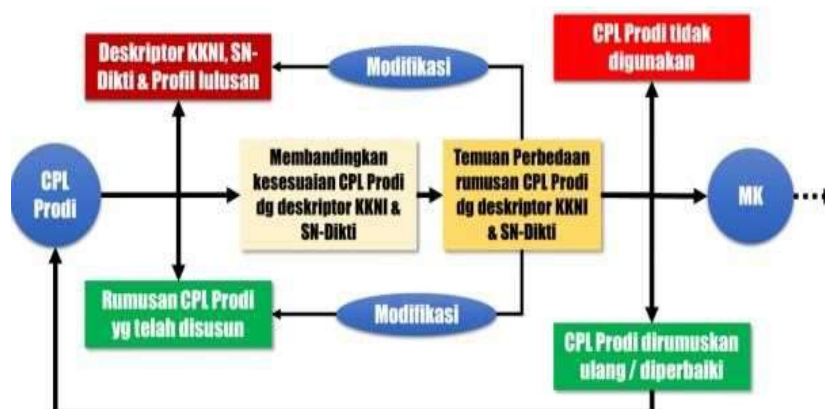 Deskriptor KKNI, SN-
Dikti & Profil lulusan
Modifikasi
CPL Prodi tidak
digunakan
CPL
Prodi
Membandingkan
kesesuaian CPL Prodi
dg deskriptor KKNI &
SN-Dikti
Temuan Perbedaan
rumusan CPL Prodi
dg deskriptor KKNI
& SN-Dikti
MK
Rumusan CPL Prodi
yg telah disusun
Modifikasi
CPL Prodi dirumuskan
ulang / diperbaiki